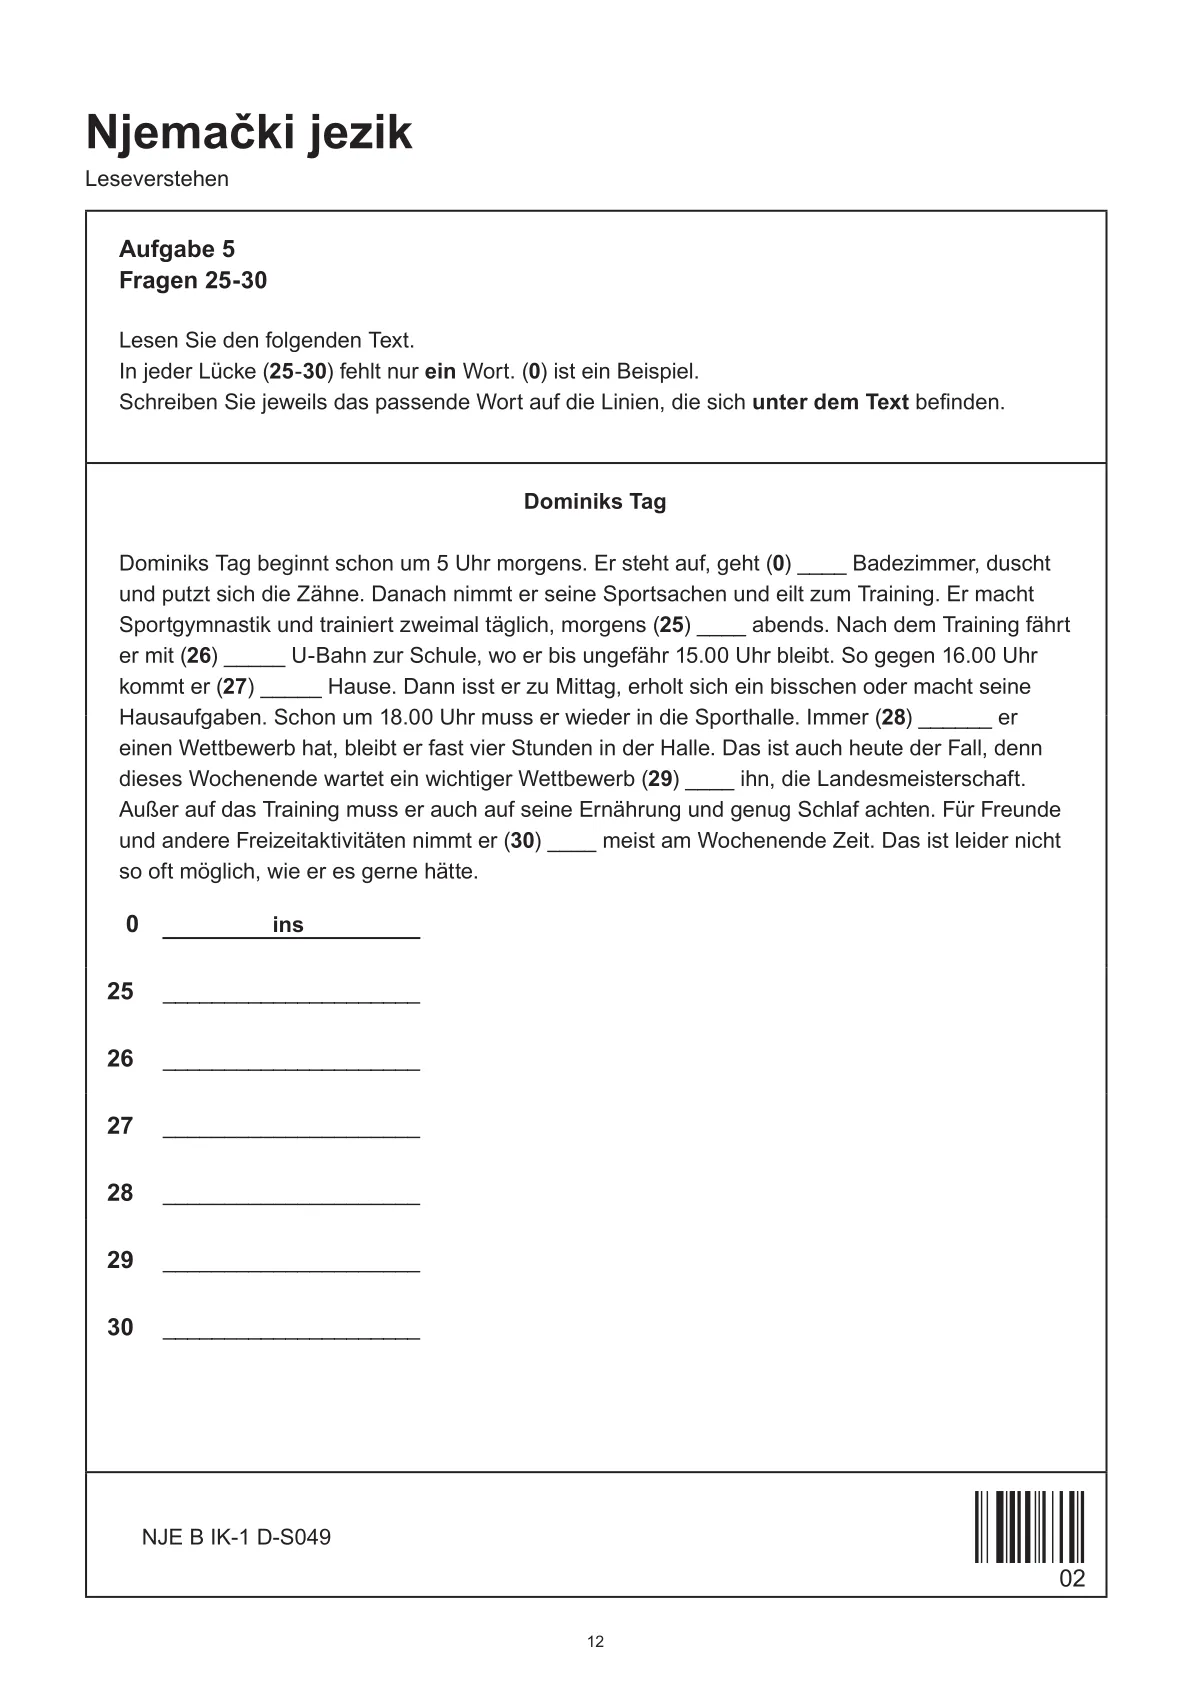 Njemački jezik
Leseverstehen
Aufgabe 5
Fragen 25-30
Lesen Sie den folgenden Text.
In jeder Lücke (25-30) fehlt nur ein Wort. (0) ist ein Beispiel.
Schreiben Sie jeweils das passende Wort auf die Linien, die sich unter dem Text befinden.
Dominiks Tag
Dominiks Tag beginnt schon um 5 Uhr morgens. Er steht auf, geht (0) ____ Badezimmer, duscht
und putzt sich die Zähne. Danach nimmt er seine Sportsachen und eilt zum Training. Er macht
Sportgymnastik und trainiert zweimal täglich, morgens (25) ____ abends. Nach dem Training fährt
er mit (26) _____ U-Bahn zur Schule, wo er bis ungefähr 15.00 Uhr bleibt. So gegen 16.00 Uhr
kommt er (27) _____ Hause. Dann isst er zu Mittag, erholt sich ein bisschen oder macht seine
Hausaufgaben. Schon um 18.00 Uhr muss er wieder in die Sporthalle. Immer (28) ______ er
einen Wettbewerb hat, bleibt er fast vier Stunden in der Halle. Das ist auch heute der Fall, denn
dieses Wochenende wartet ein wichtiger Wettbewerb (29) ____ ihn, die Landesmeisterschaft.
Außer auf das Training muss er auch auf seine Ernährung und genug Schlaf achten. Für Freunde
und andere Freizeitaktivitäten nimmt er (30) ____ meist am Wochenende Zeit. Das ist leider nicht
so oft möglich, wie er es gerne hätte.
0 ins
25 _____________________
26 _____________________
27 _____________________
28 _____________________
29 _____________________
30 _____________________
NJE B IK-1 D-S049
02
12